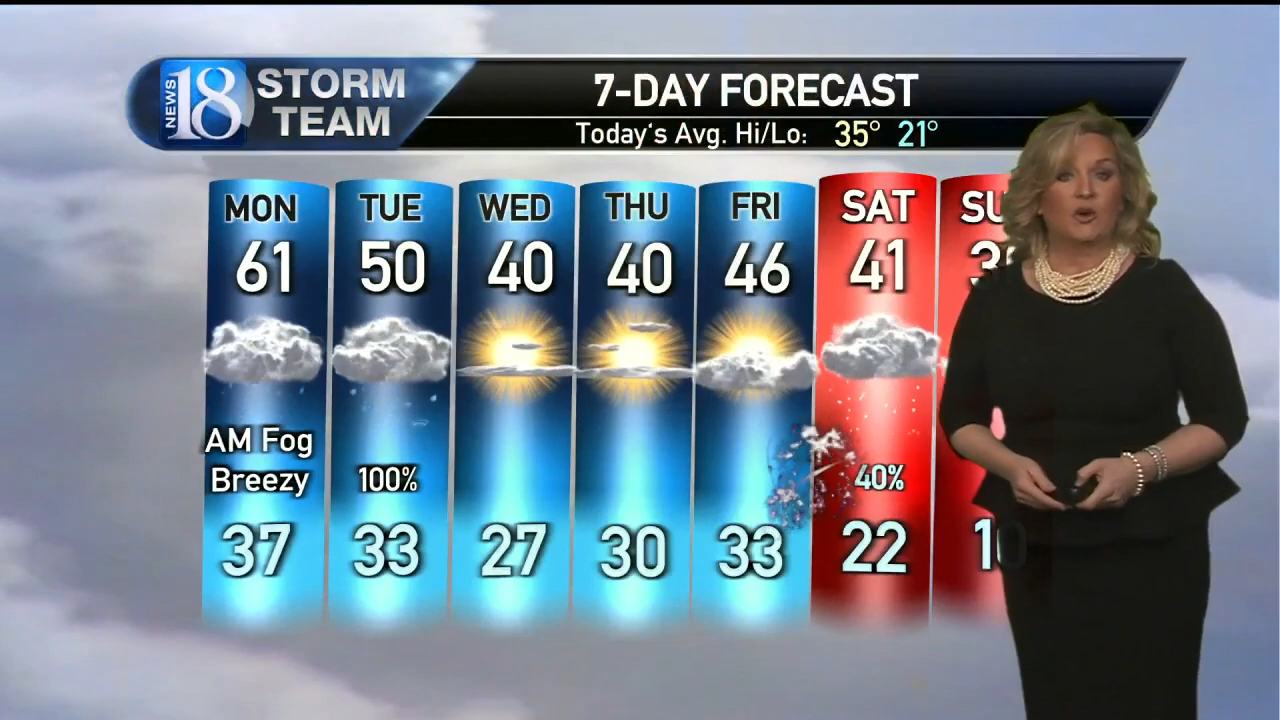 NEWS 18 STORM TEAM
7-DAY FORECAST
Today's Avg. Hi/Lo: 35° 21°
MON TUE WED THU FRI SAT
61 50 40 40 46 41
AM Fog
Breezy 100% 40%
37 33 27 30 33 22